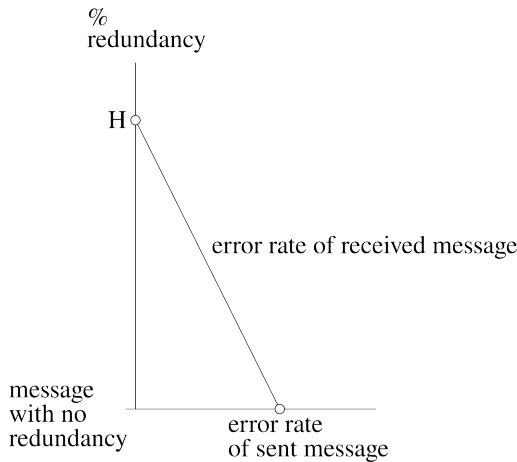 %
redundancy
H
error rate of received message
message
with no
redundancy
error rate
of sent message